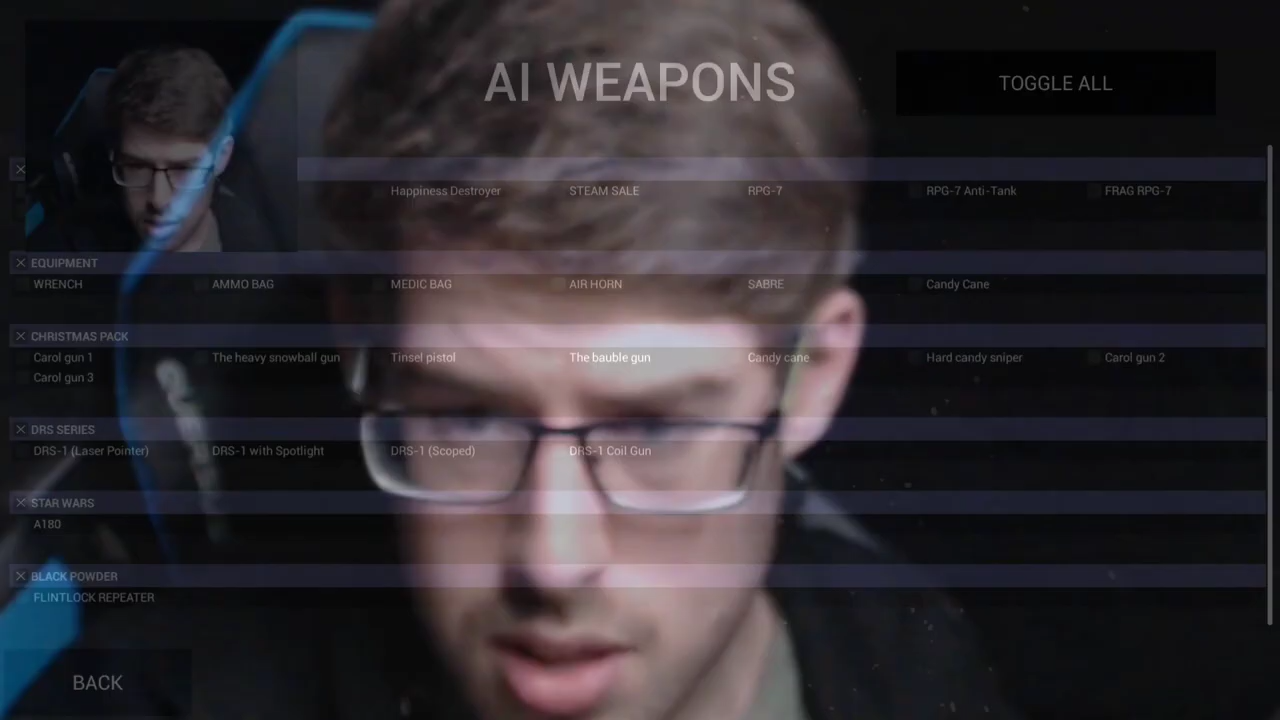 AI WEAPONS
TOGGLE ALL
Happiness Destroyer STEAM SALE RPG-7 RPG-7 Anti-Tank FRAG RPG-7
EQUIPMENT
WRENCH AMMO BAG MEDIC BAG AIR HORN SABRE Candy Cane
CHRISTMAS PACK
Carol gun 1 The heavy snowball gun Tinsel pistol The bauble gun Candy cane Hard candy sniper Carol gun 2
Carol gun 3
DRS SERIES
DRS-1 (Laser Pointer) DRS-1 with Spotlight DRS-1 (Scoped) DRS-1 Coil Gun
STAR WARS
A180
BLACK POWDER
FLINTLOCK REPEATER
BACK